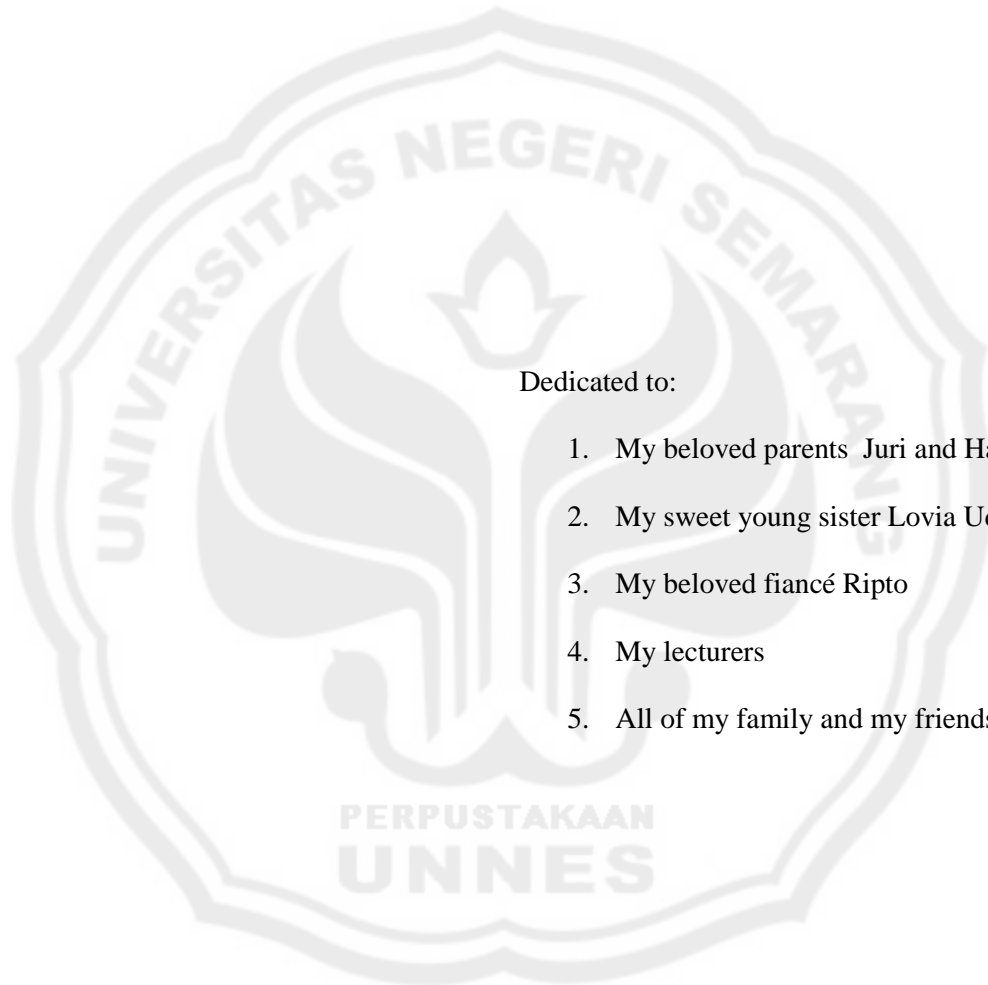 UNIVERSITAS NEGERI SEMARANG
Dedicated to:
1. My beloved parents Juri and
2. My sweet young sister Lovia
3. My beloved fiancé Ripto
4. My lecturers
5. All of my family and my friends
PERPUSTAKAAN
UNNES